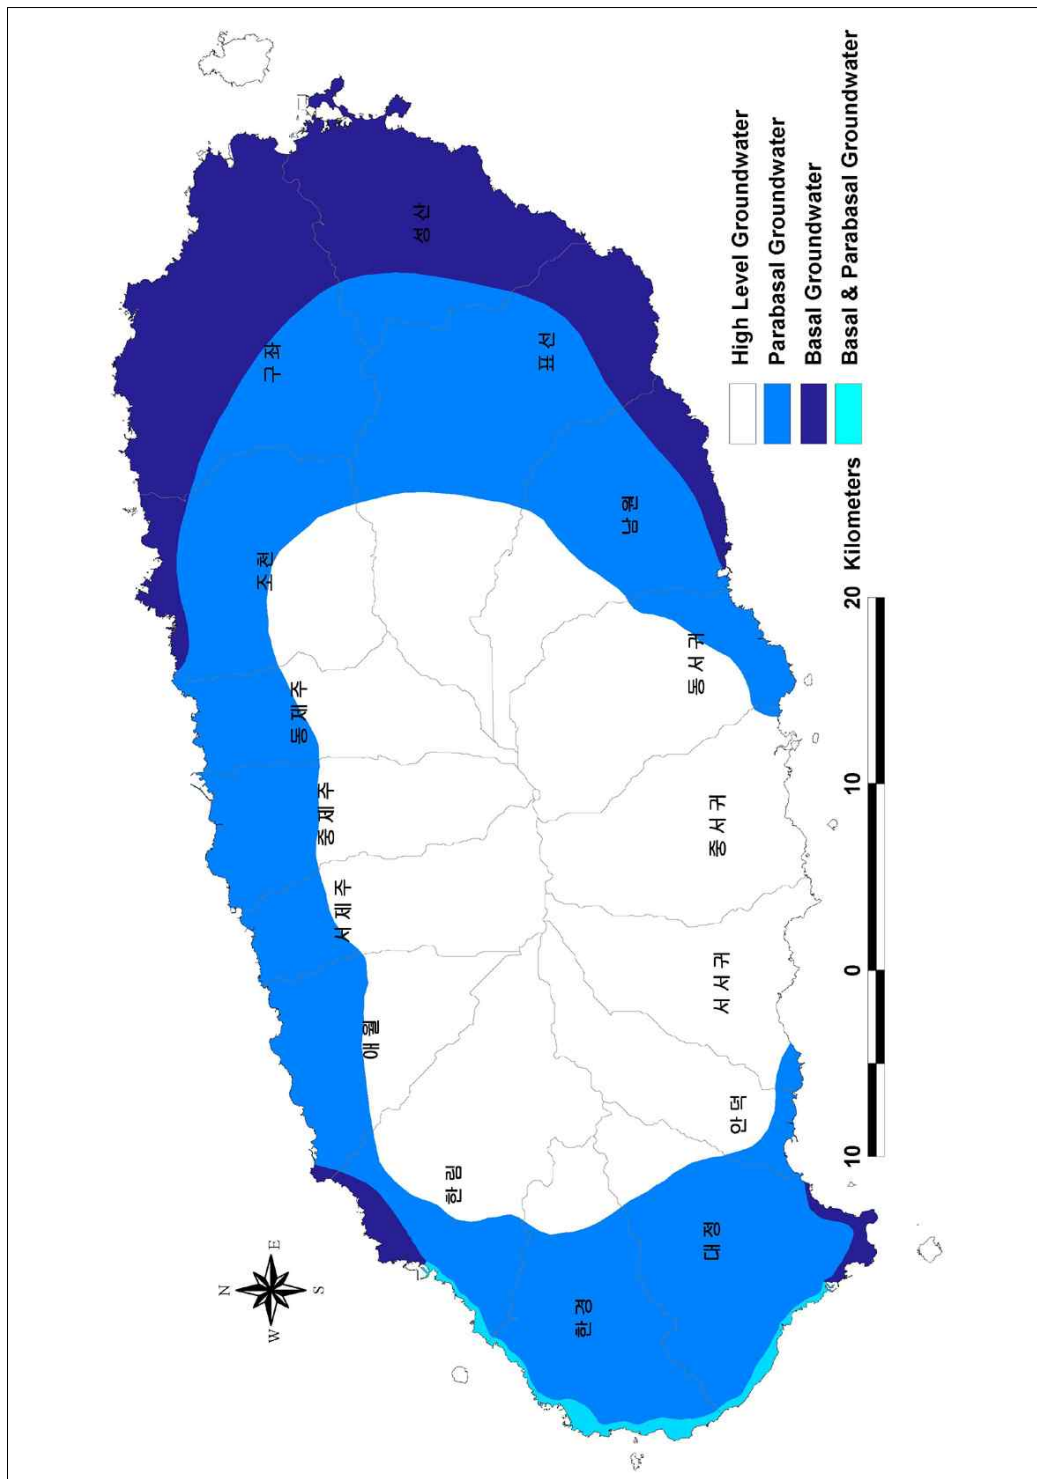 구좌
성산
조천
표선
남원
동제주
중제주
서제주
애월
한림
한경
대정
안덕
서서귀
중서귀
동서귀
N
W
E
S
High Level Groundwater
Parabasal Groundwater
Basal Groundwater
Basal & Parabasal Groundwater
10 0 10 20 Kilometers